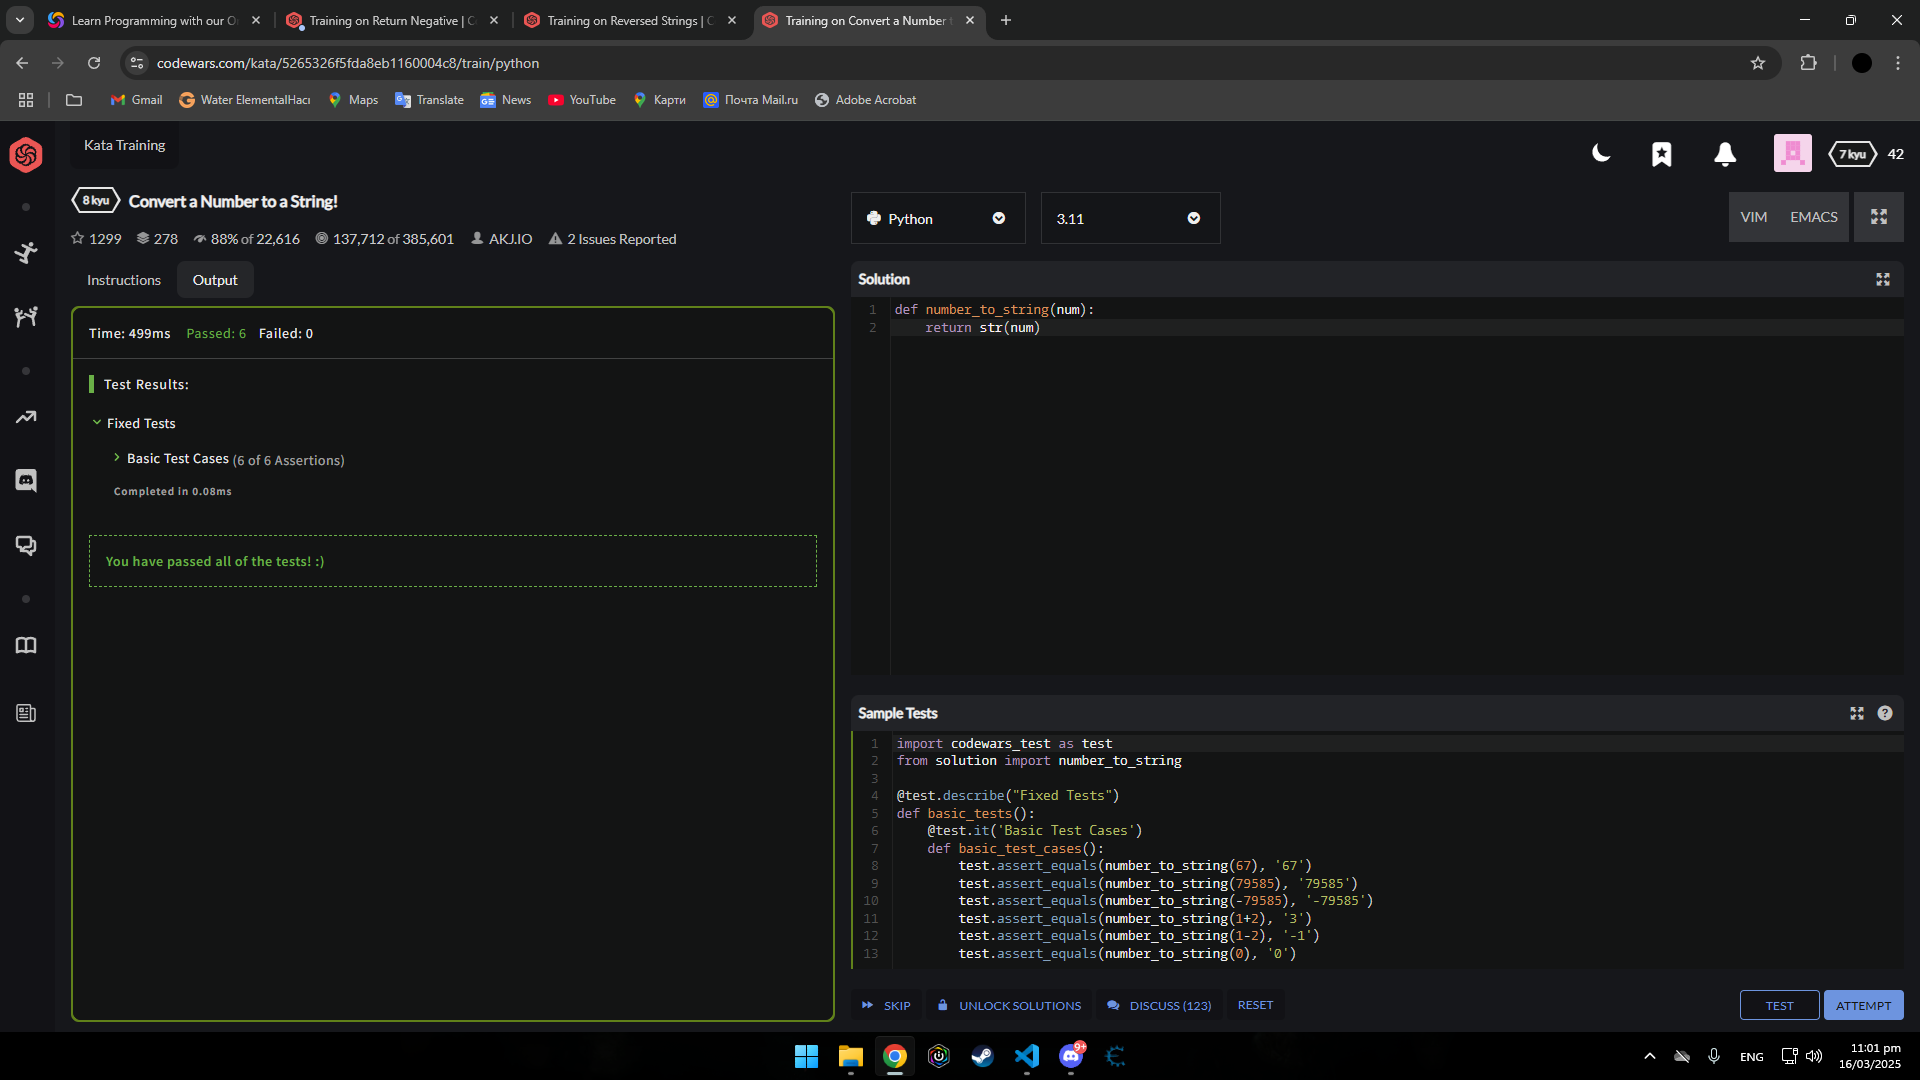 Learn Programming with our O
Training on Return Negative | C
Training on Reversed Strings | C
Training on Convert a Number t
codewars.com/kata/5265326f5fda8eb1160004c8/train/python
Gmail
Water ElementalНасі
Maps
Translate
News
YouTube
Карти
Почта Mail.ru
Adobe Acrobat
Kata Training
7 kyu
42
8 kyu
Convert a Number to a String!
1299
278
88% of 22,616
137,712 of 385,601
AKJ.IO
2 Issues Reported
Instructions
Output
Time: 499ms Passed: 6 Failed: 0
Test Results:
Fixed Tests
Basic Test Cases (6 of 6 Assertions)
Completed in 0.08ms
You have passed all of the tests! :)
Python
3.11
VIM
EMACS
Solution
1 def number_to_string(num):
2     return str(num)
Sample Tests
1 import codewars_test as test
2 from solution import number_to_string
3
4 @test.describe("Fixed Tests")
5 def basic_tests():
6     @test.it('Basic Test Cases')
7     def basic_test_cases():
8         test.assert_equals(number_to_string(67), '67')
9         test.assert_equals(number_to_string(79585), '79585')
10         test.assert_equals(number_to_string(-79585), '-79585')
11         test.assert_equals(number_to_string(1+2), '3')
12         test.assert_equals(number_to_string(1-2), '-1')
13         test.assert_equals(number_to_string(0), '0')
SKIP
UNLOCK SOLUTIONS
DISCUSS (123)
RESET
TEST
ATTEMPT
9+
ENG
11:01 pm
16/03/2025